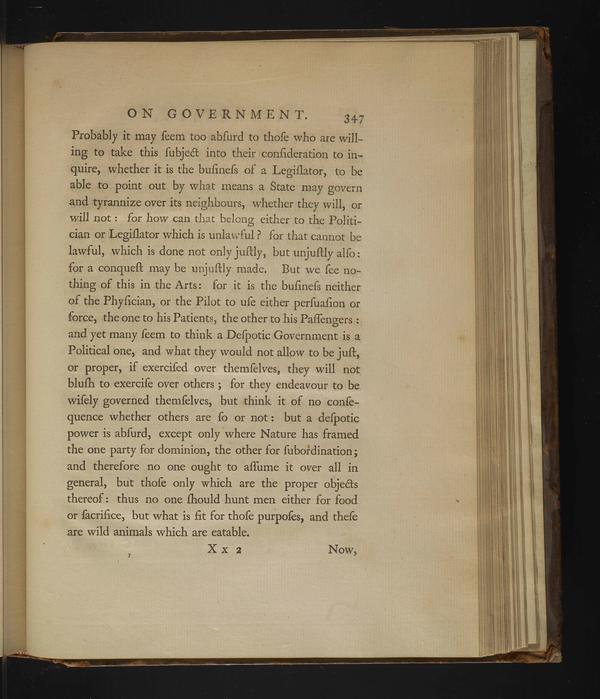 ON GOVERNMENT. 347
Probably it may ſeem too abſurd to thoſe who are will-
ing to take this ſubject into their conſideration to in-
quire, whether it is the buſineſs of a Legiſlator, to be
able to point out by what means a State may govern
and tyrannize over its neighbours, whether they will, or
will not: for how can that belong either to the Politi-
cian or Legiſlator which is unlawful? for that cannot be
lawful, which is done not only juſtly, but unjuſtly alſo:
for a conqueſt may be unjuſtly made. But we ſee no-
thing of this in the Arts: for it is the buſineſs neither
of the Phyſician, or the Pilot to uſe either perſuaſion or
force, the one to his Patients, the other to his Paſſengers:
and yet many ſeem to think a Deſpotic Government is a
Political one, and what they would not allow to be juſt,
or proper, if exerciſed over themſelves, they will not
bluſh to exerciſe over others; for they endeavour to be
wiſely governed themſelves, but think it of no conſe-
quence whether others are ſo or not: but a deſpotic
power is abſurd, except only where Nature has framed
the one party for dominion, the other for ſubordination;
and therefore no one ought to aſſume it over all in
general, but thoſe only which are the proper objects
thereof: thus no one ſhould hunt men either for food
or ſacrifice, but what is fit for thoſe purpoſes, and theſe
are wild animals which are eatable.
X x 2 Now,